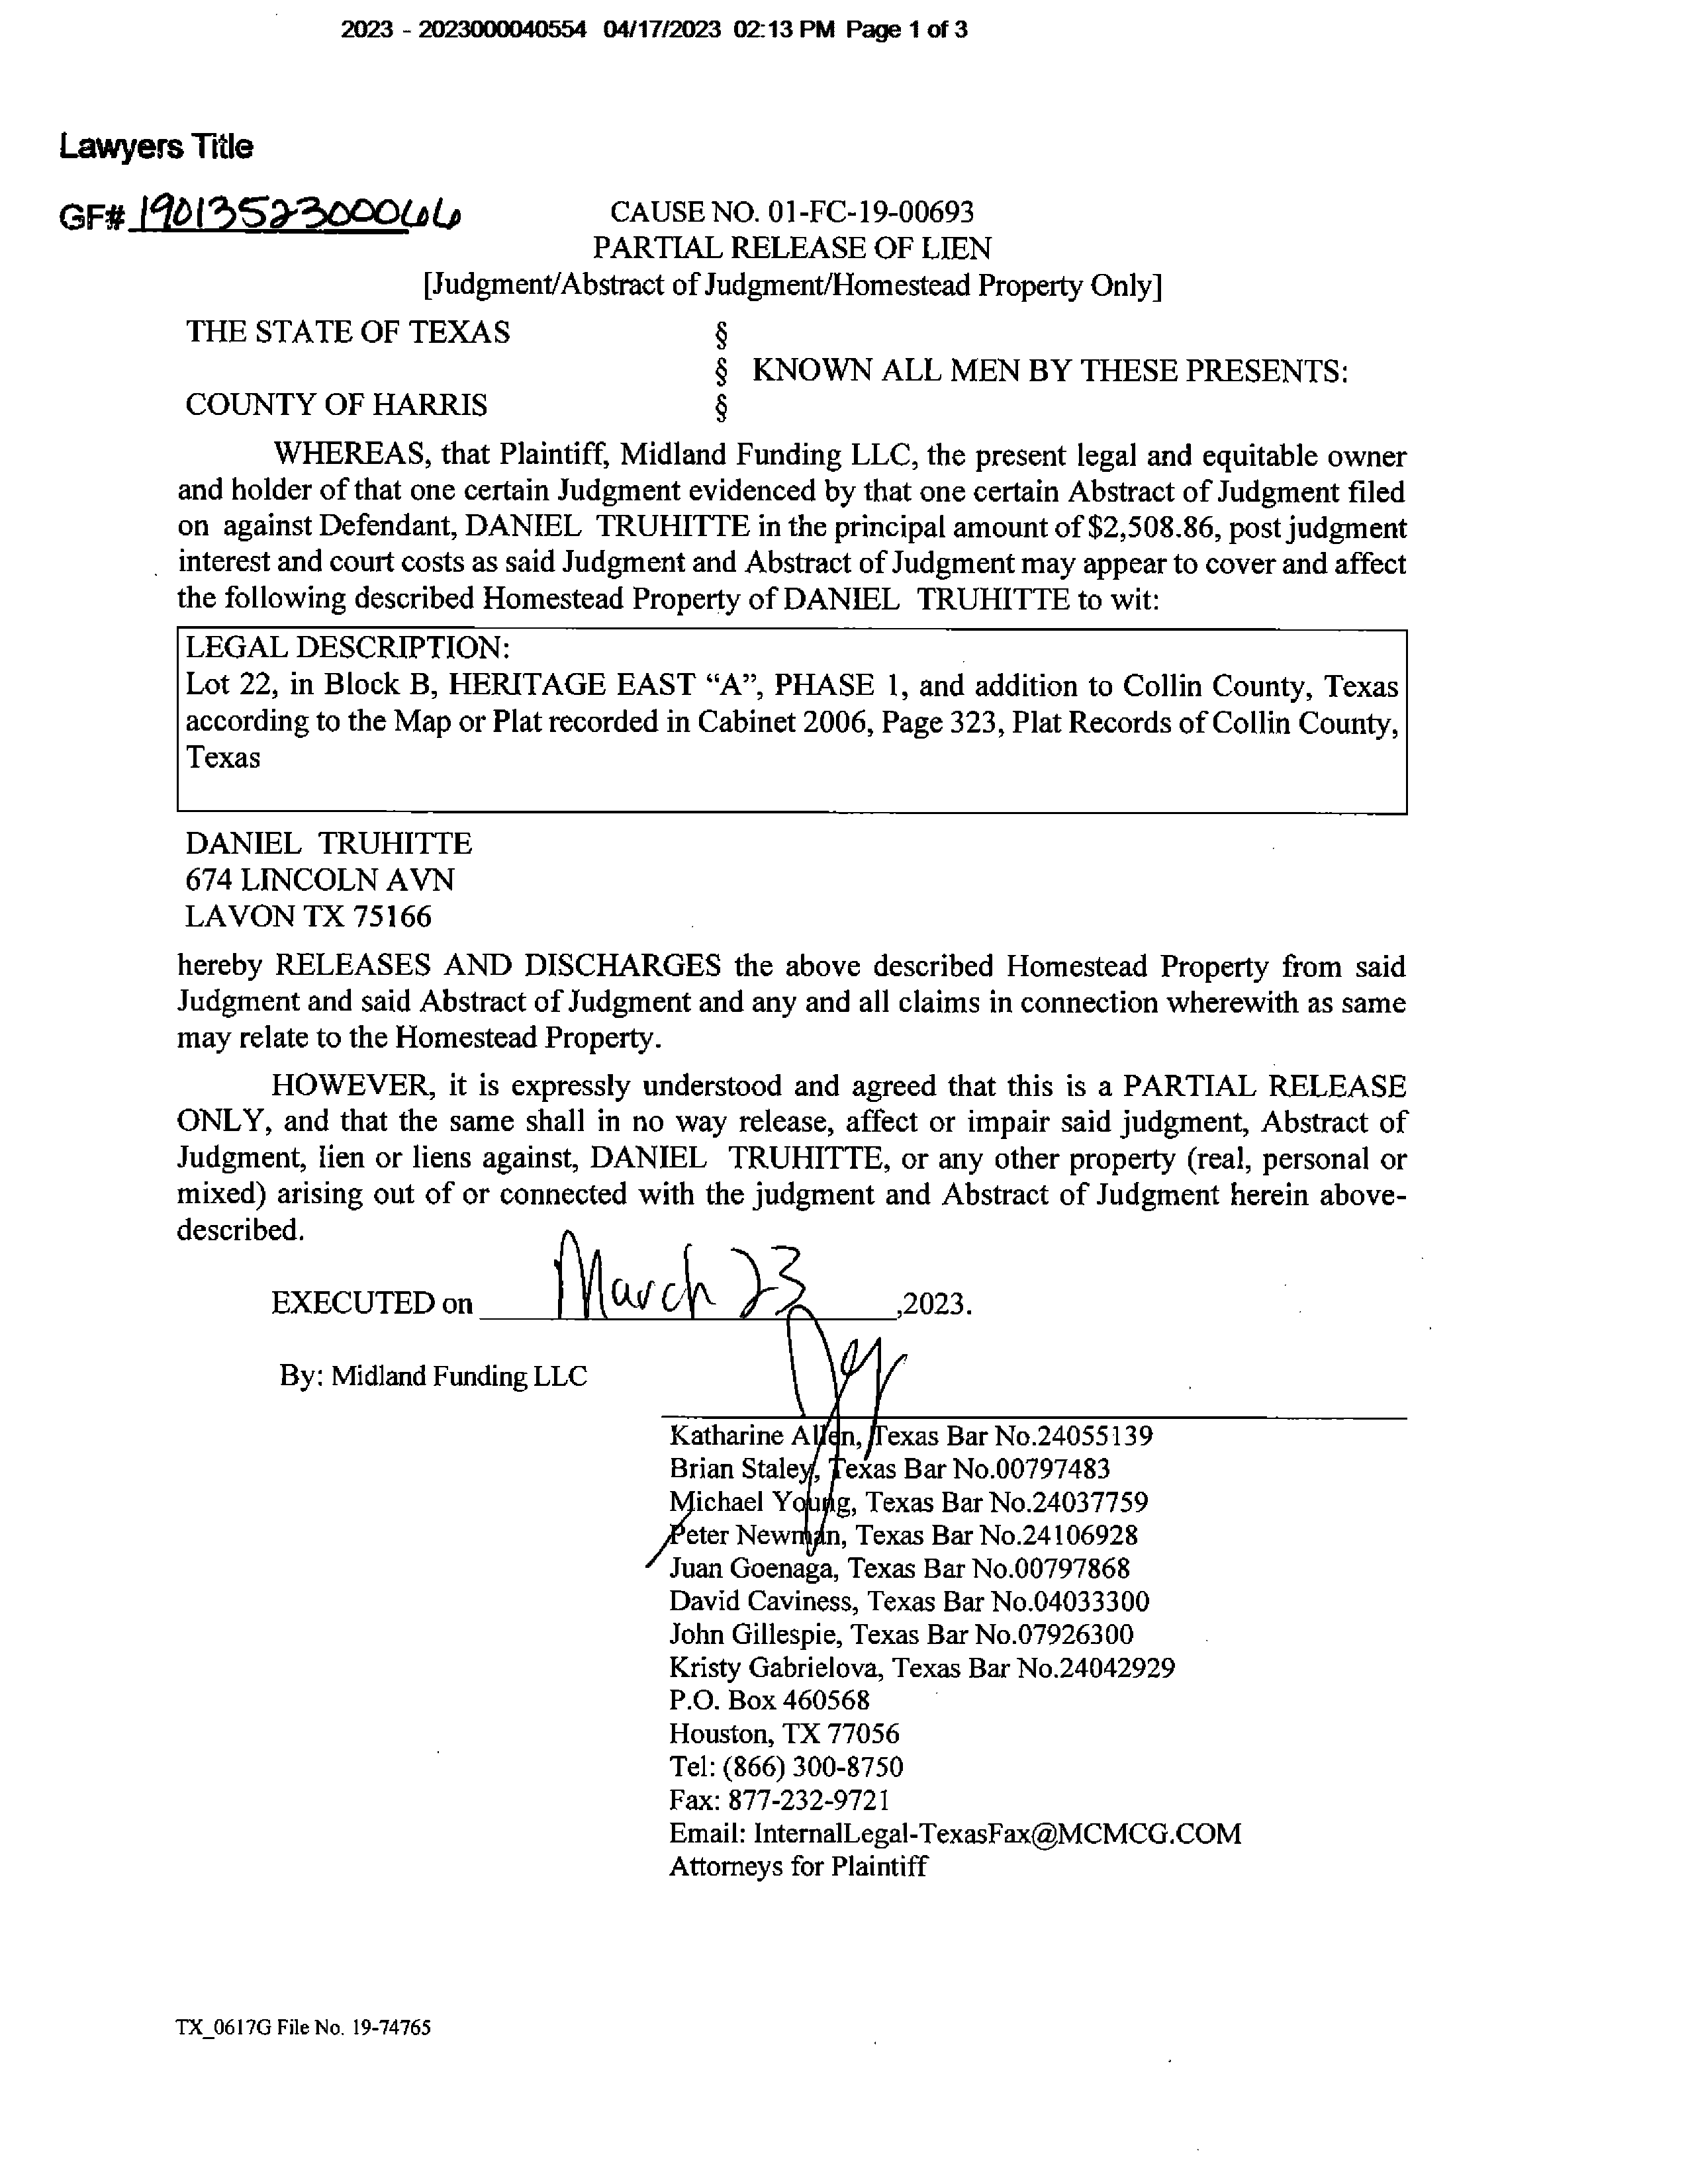 2023 - 2023000040554 04/17/2023 02:13 PM Page 1 of 3
Lawyers Title
GF# 19013523000066
CAUSE NO. 01-FC-19-00693
PARTIAL RELEASE OF LIEN
[Judgment/Abstract of Judgment/Homestead Property Only]
THE STATE OF TEXAS §
§ KNOWN ALL MEN BY THESE PRESENTS:
COUNTY OF HARRIS §
WHEREAS, that Plaintiff, Midland Funding LLC, the present legal and equitable owner
and holder of that one certain Judgment evidenced by that one certain Abstract of Judgment filed
on against Defendant, DANIEL TRUHITTE in the principal amount of $2,508.86, post judgment
interest and court costs as said Judgment and Abstract of Judgment may appear to cover and affect
the following described Homestead Property of DANIEL TRUHITTE to wit:
LEGAL DESCRIPTION:
Lot 22, in Block B, HERITAGE EAST “A”, PHASE 1, and addition to Collin County, Texas
according to the Map or Plat recorded in Cabinet 2006, Page 323, Plat Records of Collin County,
Texas
DANIEL TRUHITTE
674 LINCOLN AVN
LAVON TX 75166
hereby RELEASES AND DISCHARGES the above described Homestead Property from said
Judgment and said Abstract of Judgment and any and all claims in connection wherewith as same
may relate to the Homestead Property.
HOWEVER, it is expressly understood and agreed that this is a PARTIAL RELEASE
ONLY, and that the same shall in no way release, affect or impair said judgment, Abstract of
Judgment, lien or liens against, DANIEL TRUHITTE, or any other property (real, personal or
mixed) arising out of or connected with the judgment and Abstract of Judgment herein above-
described.
EXECUTED on March 23 ,2023.
By: Midland Funding LLC
Katharine Allen, Texas Bar No.24055139
Brian Staley, Texas Bar No.00797483
Michael Young, Texas Bar No.24037759
Peter Newman, Texas Bar No.24106928
Juan Goenaga, Texas Bar No.00797868
David Caviness, Texas Bar No.04033300
John Gillespie, Texas Bar No.07926300
Kristy Gabrielova, Texas Bar No.24042929
P.O. Box 460568
Houston, TX 77056
Tel: (866) 300-8750
Fax: 877-232-9721
Email: InternalLegal-TexasFax@MCMCG.COM
Attorneys for Plaintiff
TX_0617G File No. 19-74765